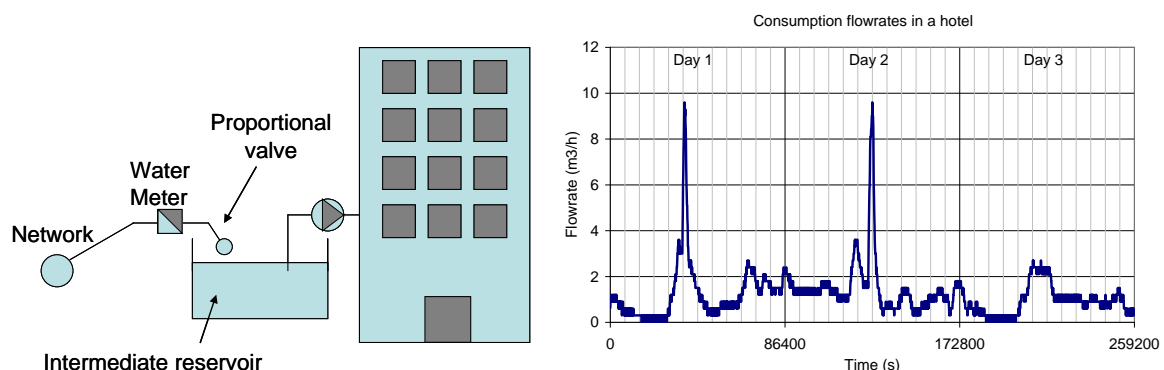 Proportional
valve
Water
Meter
Network
Intermediate reservoir
Consumption flowrates in a hotel
Day 1 Day 2 Day 3
Flowrate (m3/h)
12
10
8
6
4
2
0
0 86400 172800 259200
Time (s)